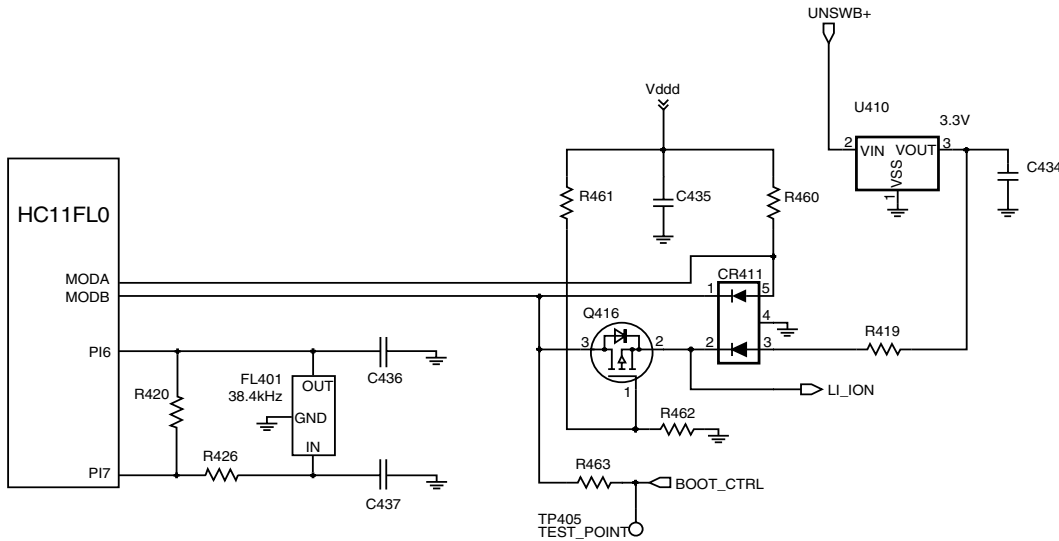 UNSWB+
Vddd
U410
3.3V
2
VIN
VOUT
3
VSS
1
C434
HC11FL0
R461
C435
R460
MODA
MODB
CR411
1
5
4
Q416
3
2
2
3
R419
1
PI6
C436
FL401
38.4kHz
OUT
GND
IN
R420
LI_ION
R462
PI7
R426
C437
R463
BOOT_CTRL
TP405
TEST_POINT